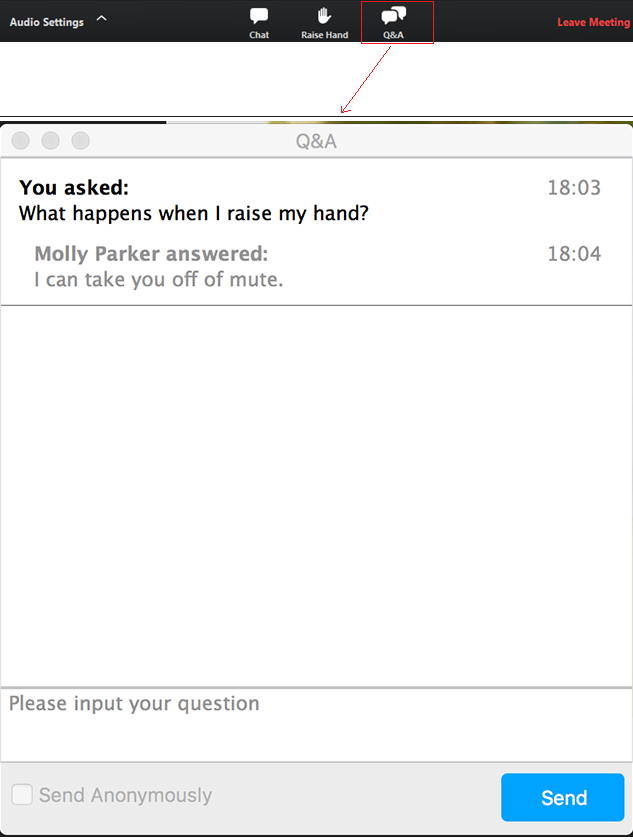 Audio Settings
Chat
Raise Hand
Q&A
Leave Meeting
Q&A
You asked: 18:03
What happens when I raise my hand?
Molly Parker answered: 18:04
I can take you off of mute.
Please input your question
Send Anonymously
Send